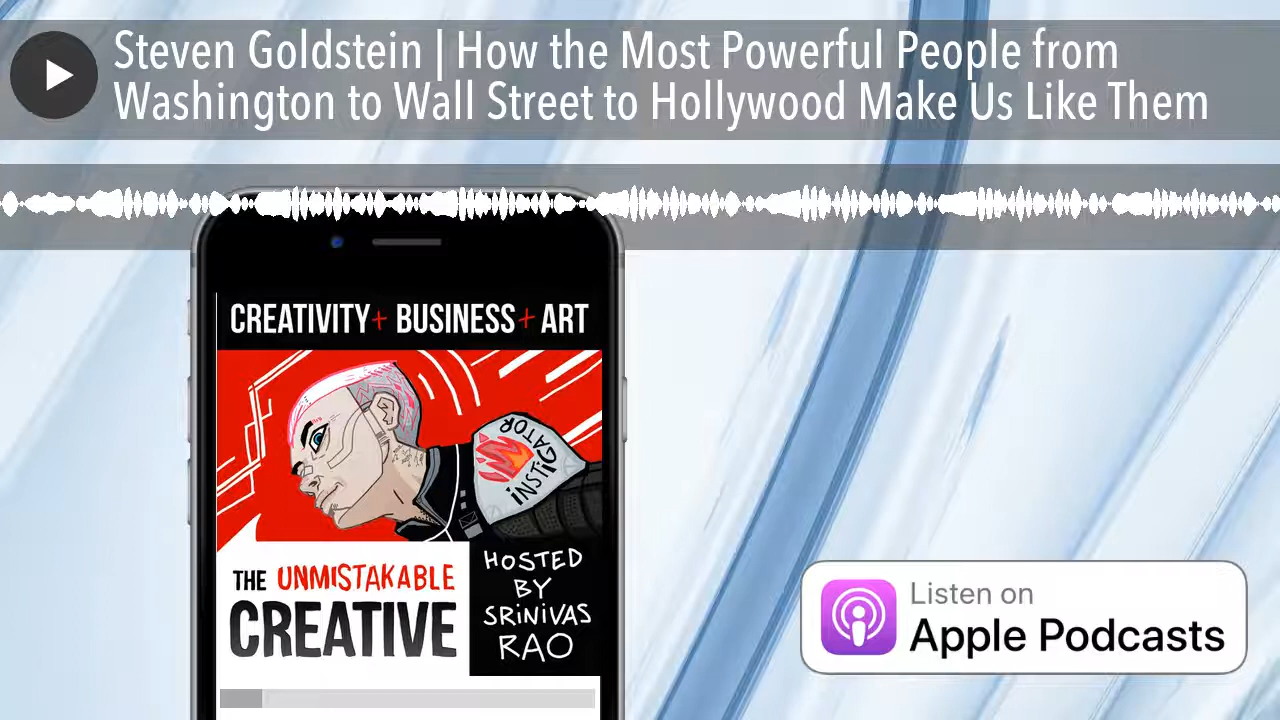 Steven Goldstein | How the Most Powerful People from
Washington to Wall Street to Hollywood Make Us Like Them
CREATIVITY+ BUSINESS+ ART
INSTIGATOR
THE UNMISTAKABLE
CREATIVE
HOSTED
BY
SRINIVAS
RAO
Listen on
Apple Podcasts